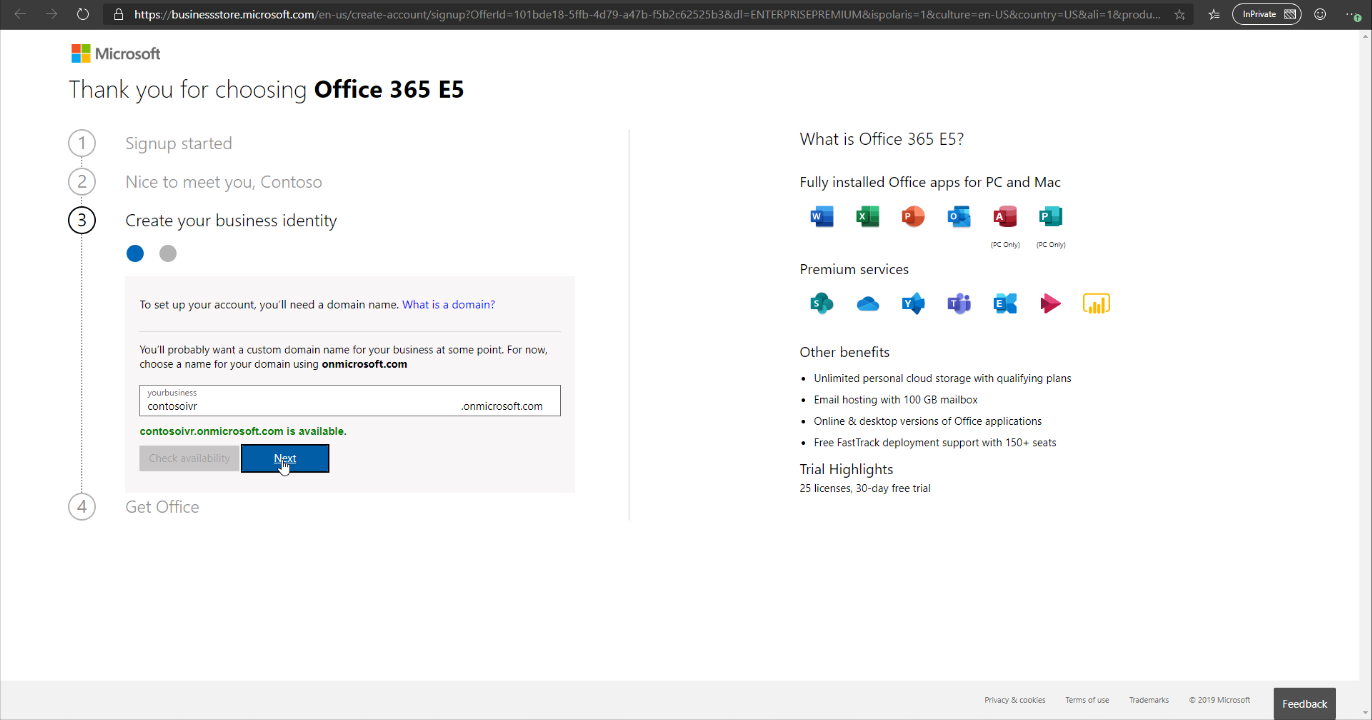 https://businessstore.microsoft.com/en-us/create-account/signup?OfferId=101bde18-5ffb-4d79-a47b-f5b2c62525b3&dl=ENTERPRISEPREMIUM&ispolaris=1&culture=en-US&country=US&ali=1&produ...
InPrivate
Microsoft
Thank you for choosing Office 365 E5
1 Signup started
2 Nice to meet you, Contoso
3 Create your business identity
To set up your account, you'll need a domain name. What is a domain?
You'll probably want a custom domain name for your business at some point. For now,
choose a name for your domain using onmicrosoft.com
yourbusiness
contosoivr .onmicrosoft.com
contosoivr.onmicrosoft.com is available.
Check availability Next
4 Get Office
What is Office 365 E5?
Fully installed Office apps for PC and Mac
W X P O A P
(PC Only) (PC Only)
Premium services
S Y T E
Other benefits
• Unlimited personal cloud storage with qualifying plans
• Email hosting with 100 GB mailbox
• Online & desktop versions of Office applications
• Free FastTrack deployment support with 150+ seats
Trial Highlights
25 licenses, 30-day free trial
Privacy & cookies Terms of use Trademarks © 2019 Microsoft Feedback